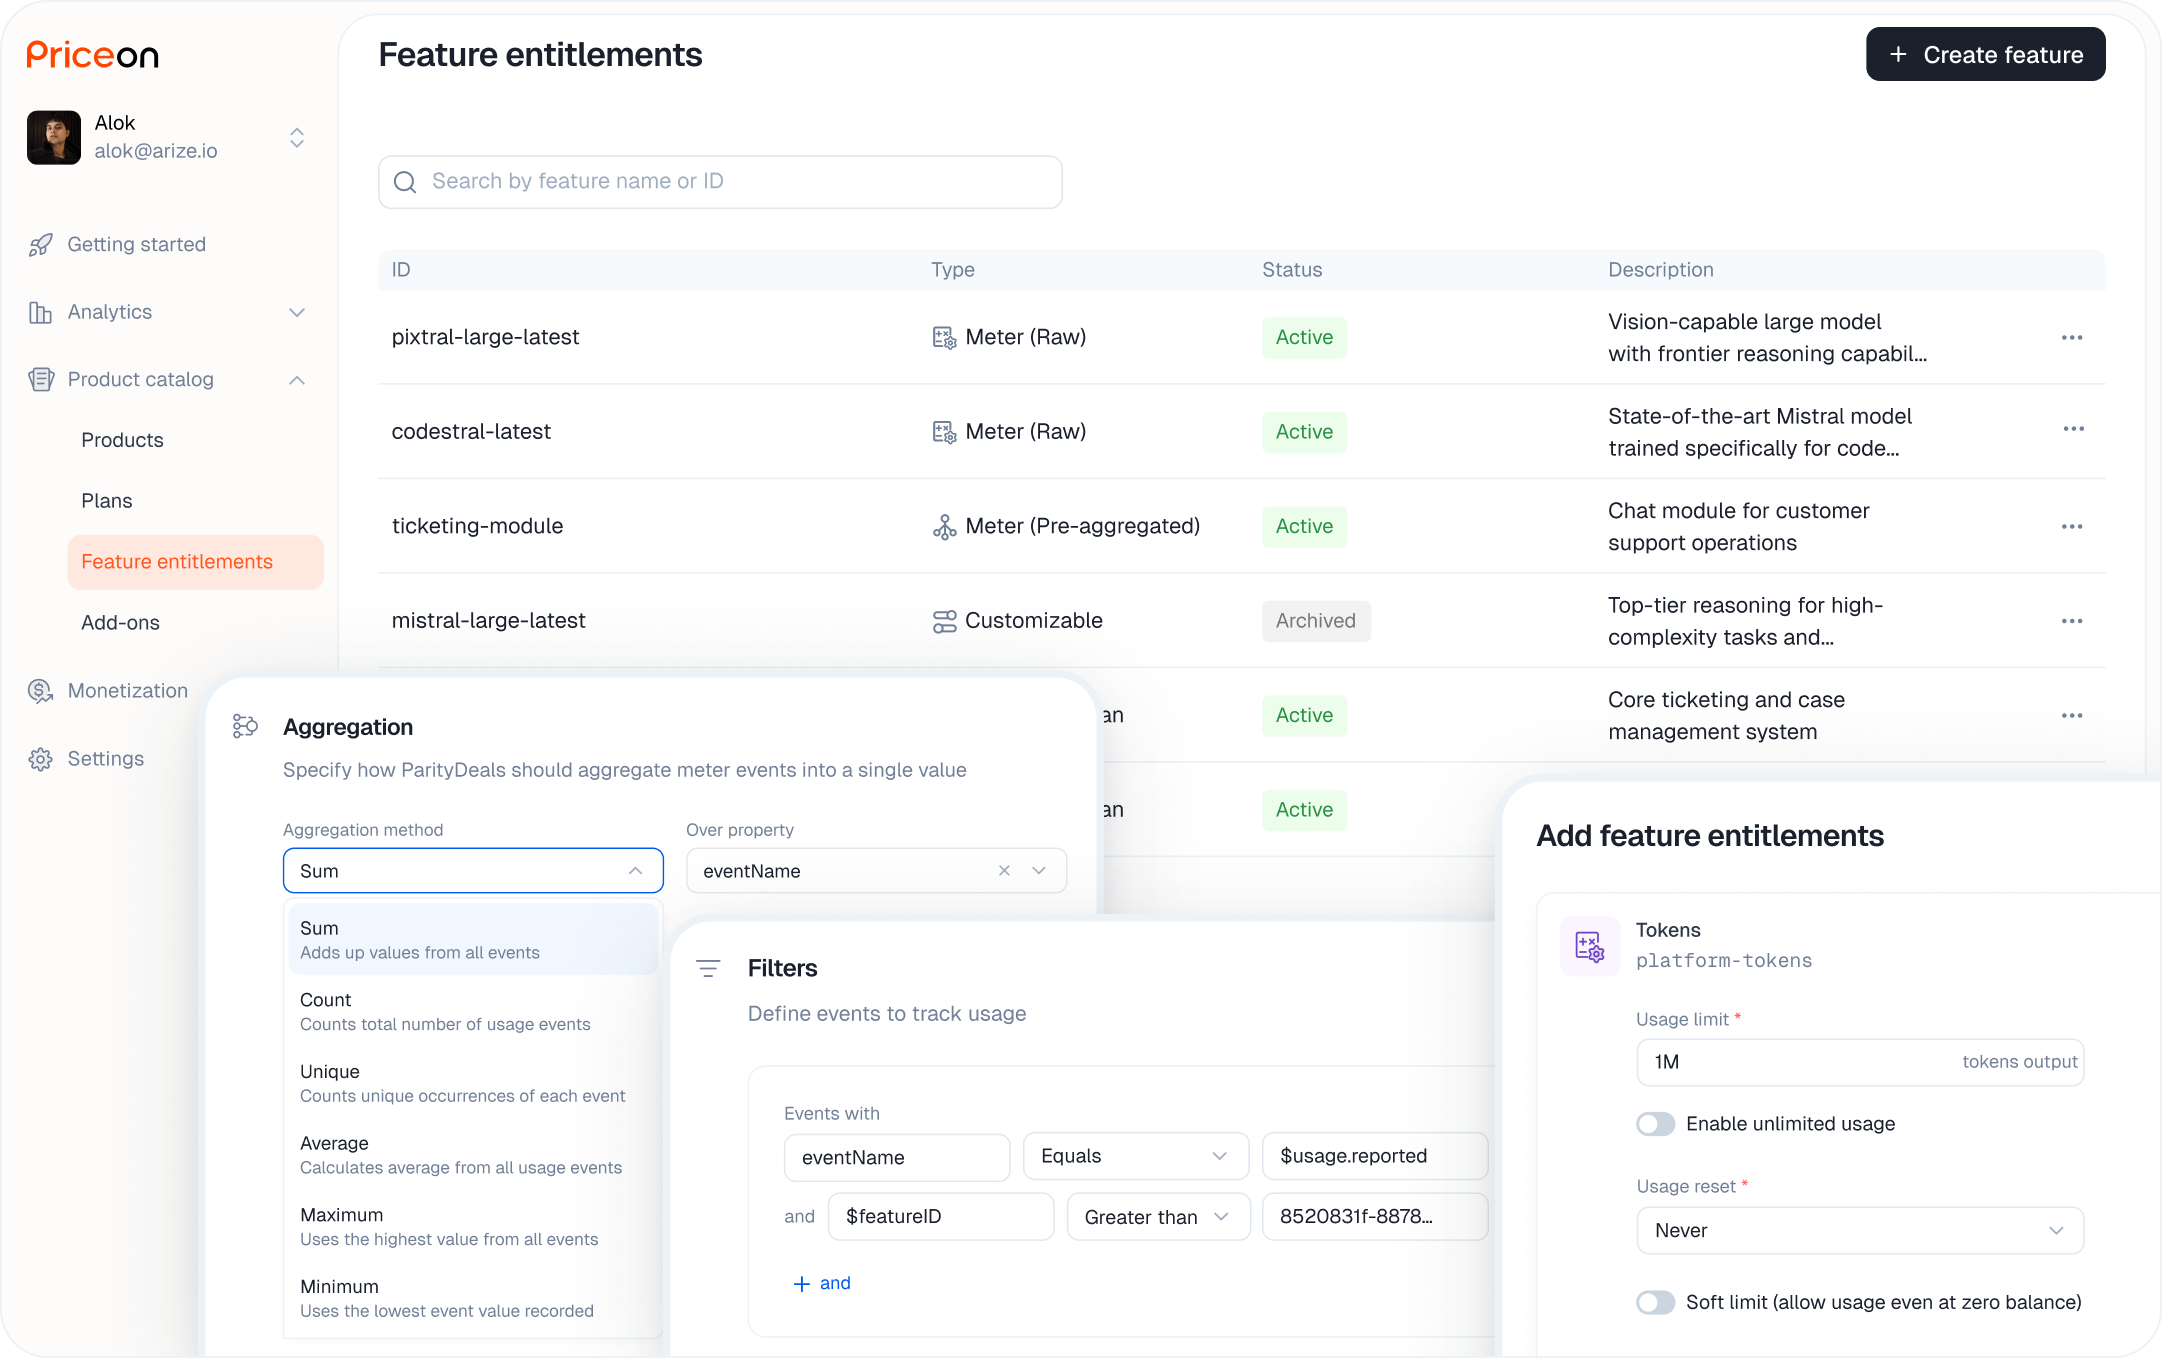 Priceon
Alok
alok@arize.io
Getting started
Analytics
Product catalog
Products
Plans
Feature entitlements
Add-ons
Monetization
Settings
Feature entitlements
+ Create feature
Search by feature name or ID
ID Type Status Description
pixtral-large-latest Meter (Raw) Active Vision-capable large model
with frontier reasoning capabil...
codestral-latest Meter (Raw) Active State-of-the-art Mistral model
trained specifically for code...
ticketing-module Meter (Pre-aggregated) Active Chat module for customer
support operations
mistral-large-latest Customizable Archived Top-tier reasoning for high-
complexity tasks and...
an Active Core ticketing and case
management system
an Active
Aggregation
Specify how ParityDeals should aggregate meter events into a single value
Aggregation method Over property
Sum eventName
Sum
Adds up values from all events
Count
Counts total number of usage events
Unique
Counts unique occurrences of each event
Average
Calculates average from all usage events
Maximum
Uses the highest value from all events
Minimum
Uses the lowest event value recorded
Filters
Define events to track usage
Events with
eventName Equals $usage.reported
and $featureID Greater than 8520831f-8878...
+ and
Add feature entitlements
Tokens
platform-tokens
Usage limit *
1M tokens output
Enable unlimited usage
Usage reset *
Never
Soft limit (allow usage even at zero balance)